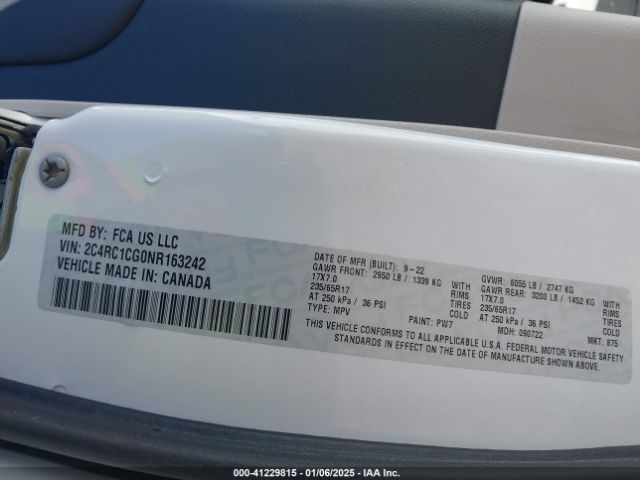 MFD BY: FCA US LLC
VIN: 2C4RC1CG0NR163242
VEHICLE MADE IN: CANADA
DATE OF MFR (BUILT): 9-22 GVWR: 6055 LB / 2747 KG
GAWR FRONT: 2950 LB / 1339 KG WITH GAWR REAR: 3200 LB / 1452 KG WITH
17X7.0 RIMS 17X7.0 RIMS
235/65R17 TIRES 235/65R17 TIRES
AT 250 kPa / 36 PSI COLD AT 250 kPa / 36 PSI COLD
TYPE: MPV PAINT: PW7 MDH: 090722 MKT: 875
THIS VEHICLE CONFORMS TO ALL APPLICABLE U.S.A. FEDERAL MOTOR VEHICLE SAFETY
STANDARDS IN EFFECT ON THE DATE OF MANUFACTURE SHOWN ABOVE.
000-41229815 - 01/06/2025 - IAA Inc.